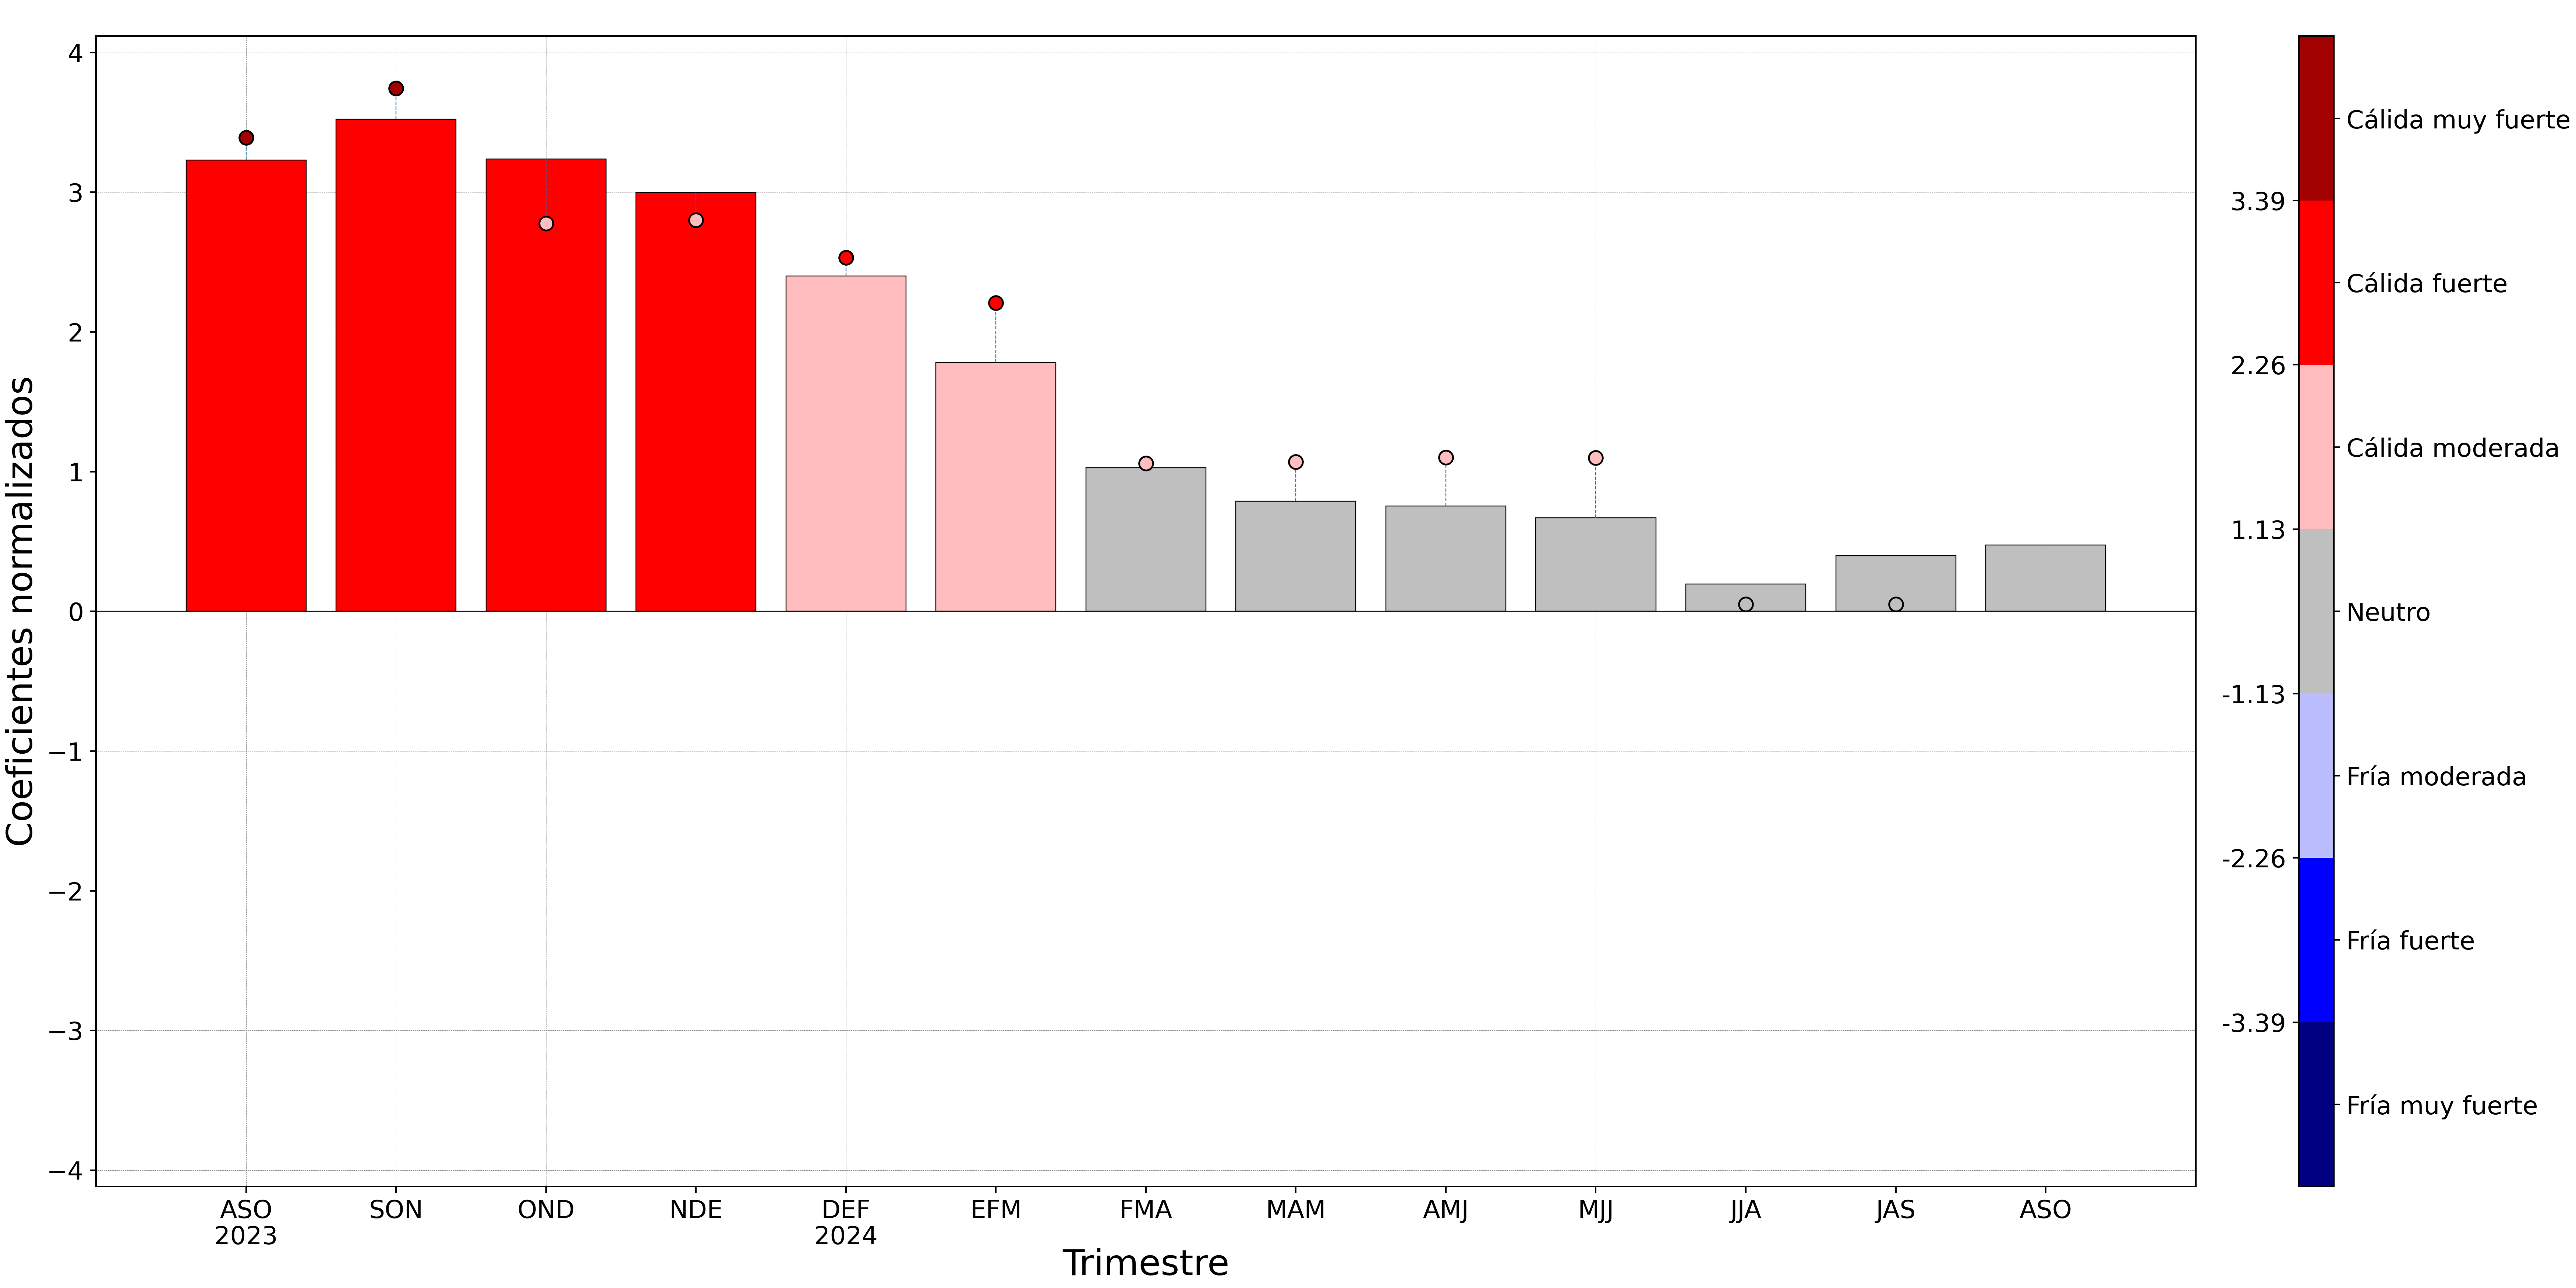 Coeficientes normalizados
4
3
2
1
0
−1
−2
−3
−4
ASO SON OND NDE DEF EFM FMA MAM AMJ MJJ JJA JAS ASO
2023 2024
Trimestre
3.39
2.26
1.13
-1.13
-2.26
-3.39
Cálida muy fuerte
Cálida fuerte
Cálida moderada
Neutro
Fría moderada
Fría fuerte
Fría muy fuerte